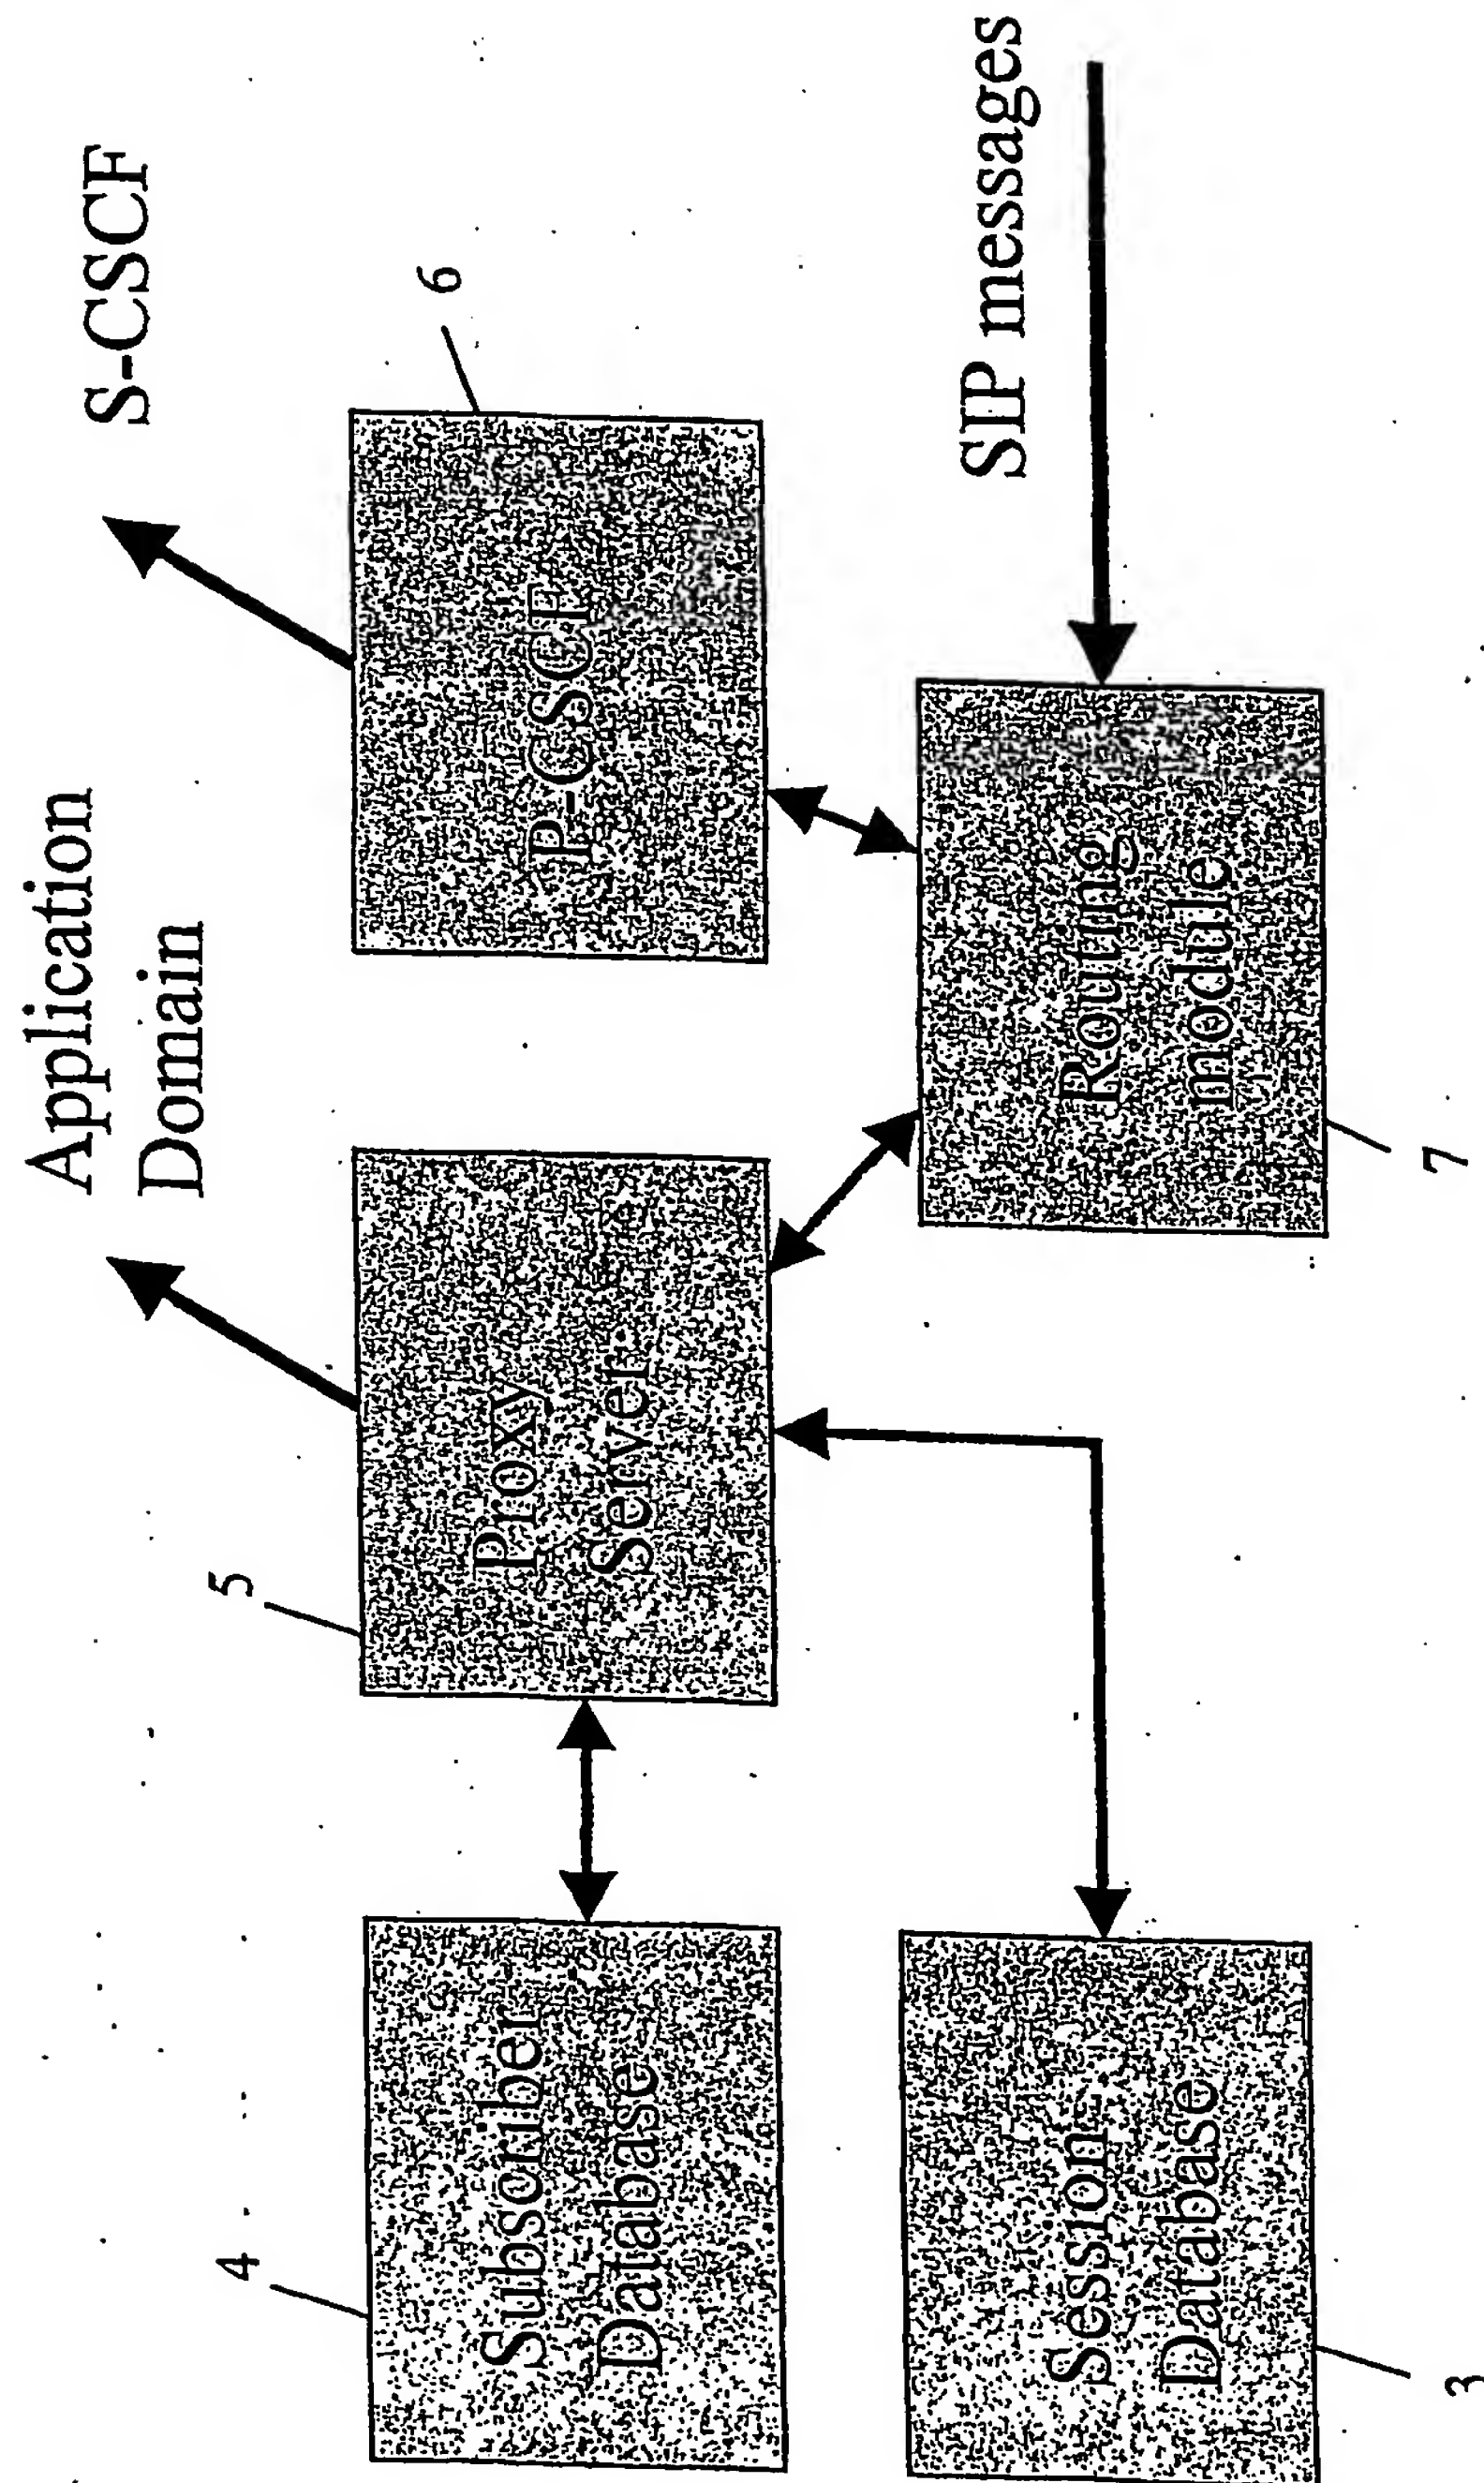 Application
Domain
S-CSCF
4
5
6
Subscriber
Database
Proxy
Server
P-CSCF
SIP messages
Session
Database
Routing
module
3
7